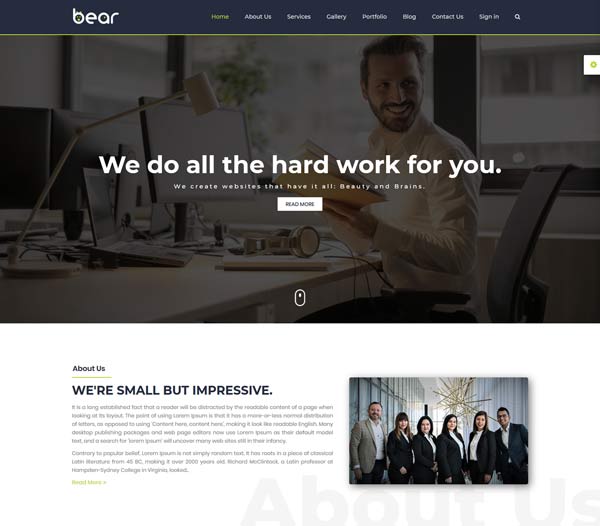 bear
Home About Us Services Gallery Portfolio Blog Contact Us Sign in
We do all the hard work for you.
We create websites that have it all: Beauty and Brains.
READ MORE
About Us
WE'RE SMALL BUT IMPRESSIVE.
It is a long established fact that a reader will be distracted by the readable content of a page when
looking at its layout. The point of using Lorem Ipsum is that it has a more-or-less normal distribution
of letters, as opposed to using 'Content here, content here', making it look like readable English. Many
desktop publishing packages and web page editors now use Lorem Ipsum as their default model
text, and a search for 'lorem ipsum' will uncover many web sites still in their infancy.
Contrary to popular belief, Lorem Ipsum is not simply random text. It has roots in a piece of classical
Latin literature from 45 BC, making it over 2000 years old. Richard McClintock, a Latin professor at
Hampden-Sydney College in Virginia, looked...
Read More »
About Us